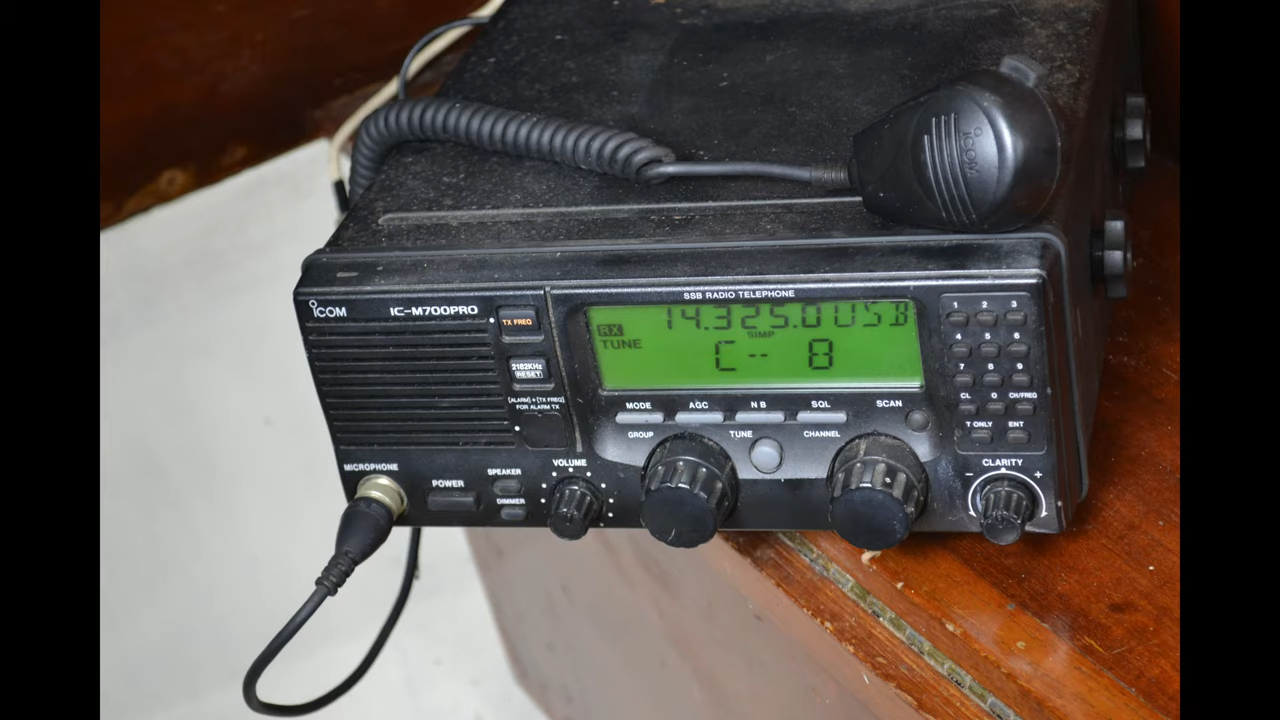 ICOM
SSB RADIO TELEPHONE
ICOM
IC-M700PRO
TX FREQ
2182KHz
RESET
[ALARM]+[TX FREQ]
FOR ALARM TX
14.325.0USB
RX
SIMP
TUNE
C-- 8
MODE
AGC
NB
SQL
SCAN
GROUP
TUNE
CHANNEL
1 2 3
4 5 6
7 8 9
CL 0 CH/FREQ
T ONLY ENT
MICROPHONE
POWER
SPEAKER
DIMMER
VOLUME
CLARITY
- +